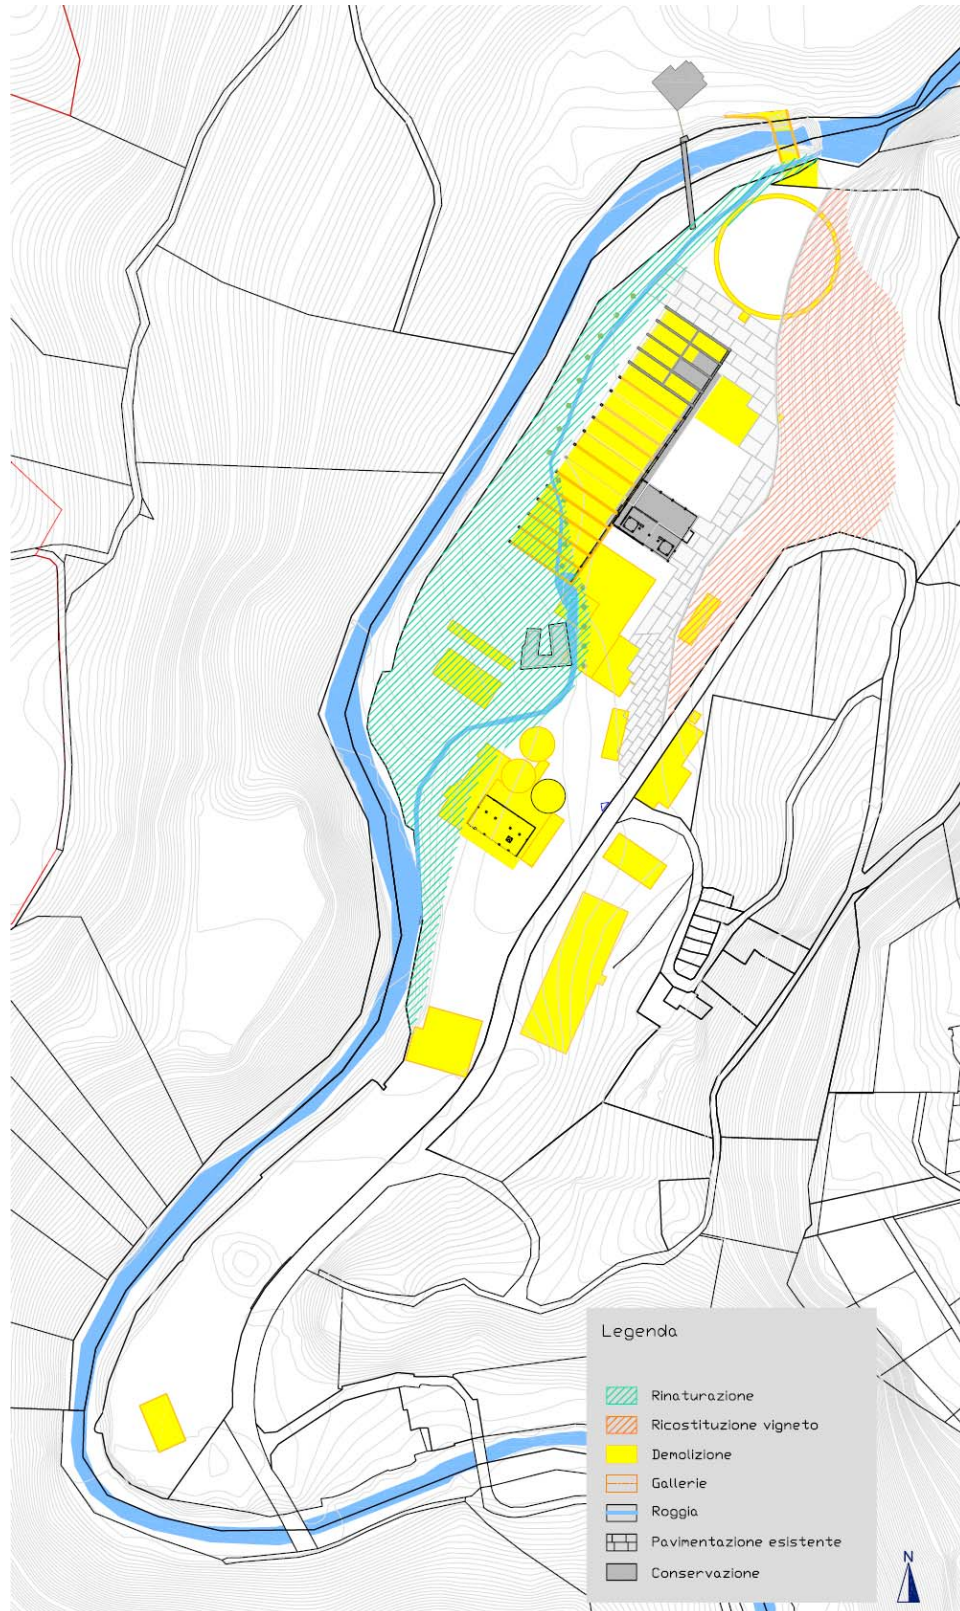 Legenda
Rinaturazione
Ricostituzione vigneto
Demolizione
Gallerie
Roggia
Pavimentazione esistente
Conservazione
N